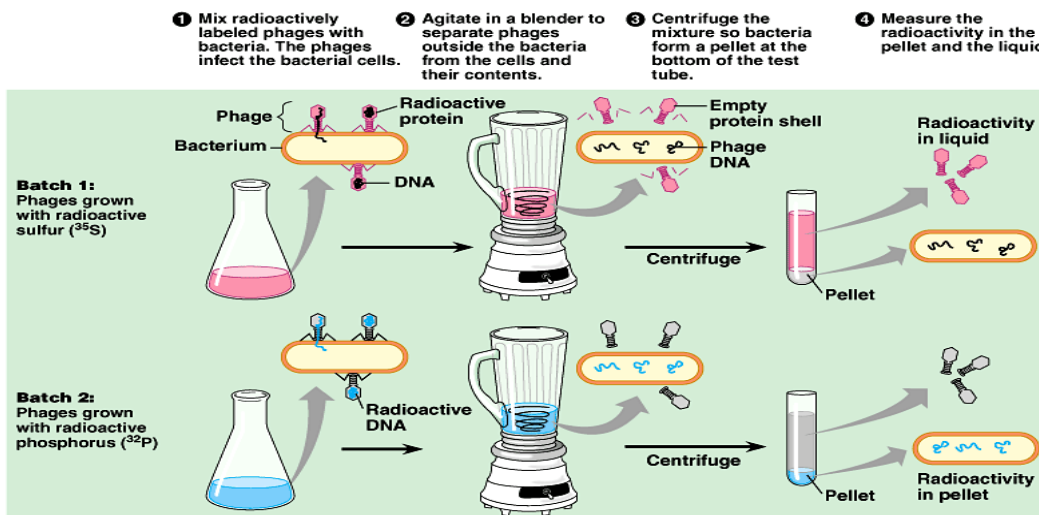 1 Mix radioactively
labeled phages with
bacteria. The phages
infect the bacterial cells.
2 Agitate in a blender to
separate phages
outside the bacteria
from the cells and
their contents.
3 Centrifuge the
mixture so bacteria
form a pellet at the
bottom of the test
tube.
4 Measure the
radioactivity in the
pellet and the liquid
Phage
Radioactive
protein
Bacterium
DNA
Empty
protein shell
Phage
DNA
Radioactivity
in liquid
Batch 1:
Phages grown
with radioactive
sulfur (³⁵S)
Centrifuge
Pellet
Batch 2:
Phages grown
with radioactive
phosphorus (³²P)
Radioactive
DNA
Centrifuge
Pellet
Radioactivity
in pellet